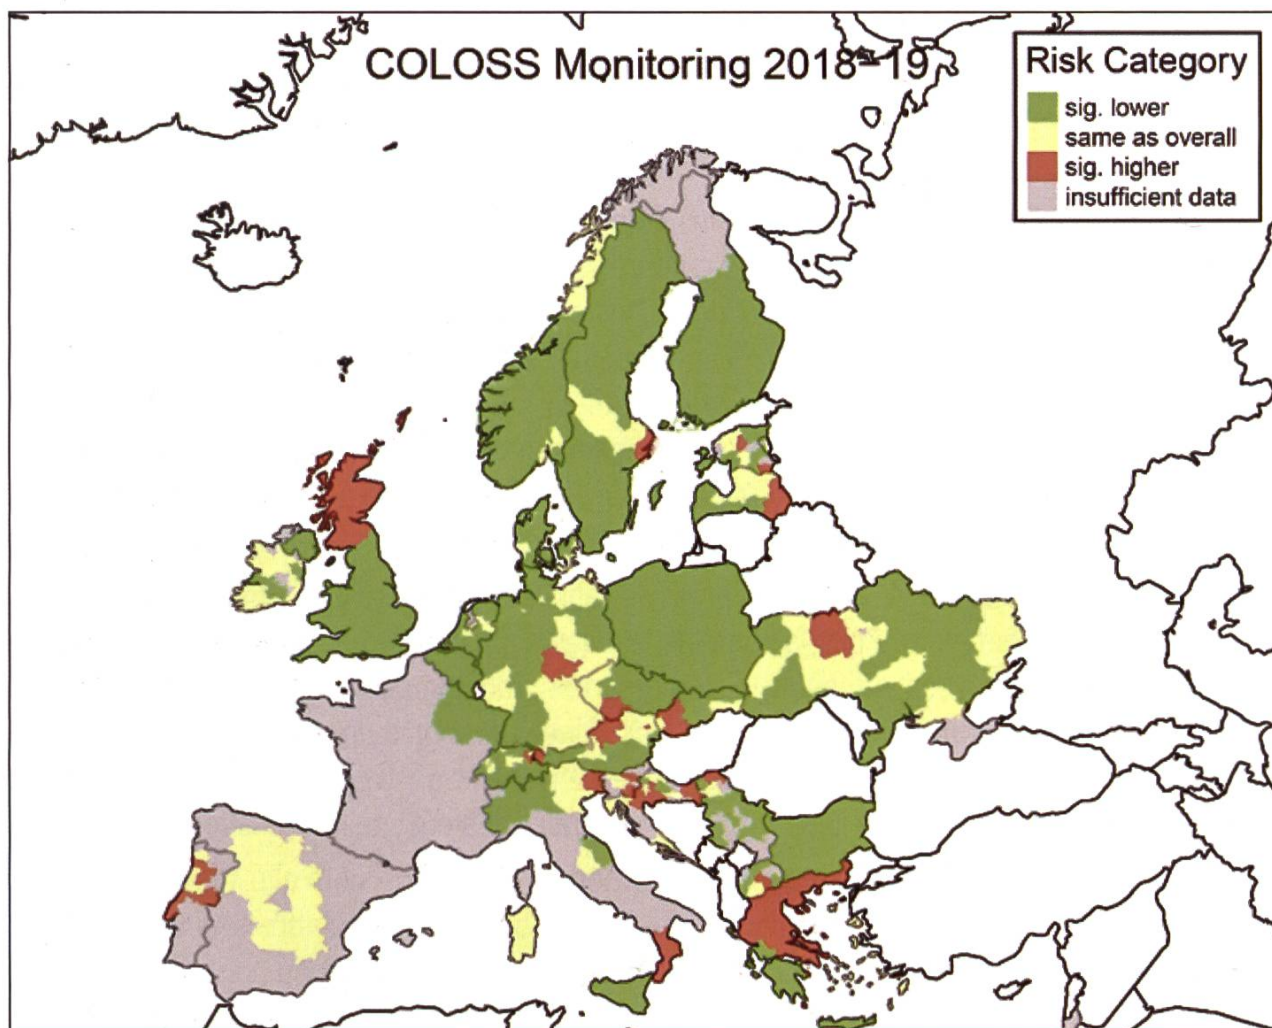 COLOSS Monitoring 2018-19
Risk Category
sig. lower
same as overall
sig. higher
insufficient data